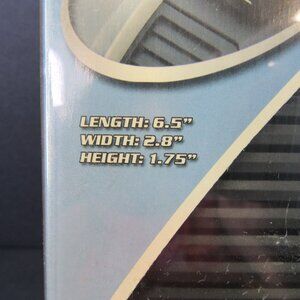 LENGTH: 6.5"
WIDTH: 2.8"
HEIGHT: 1.75"